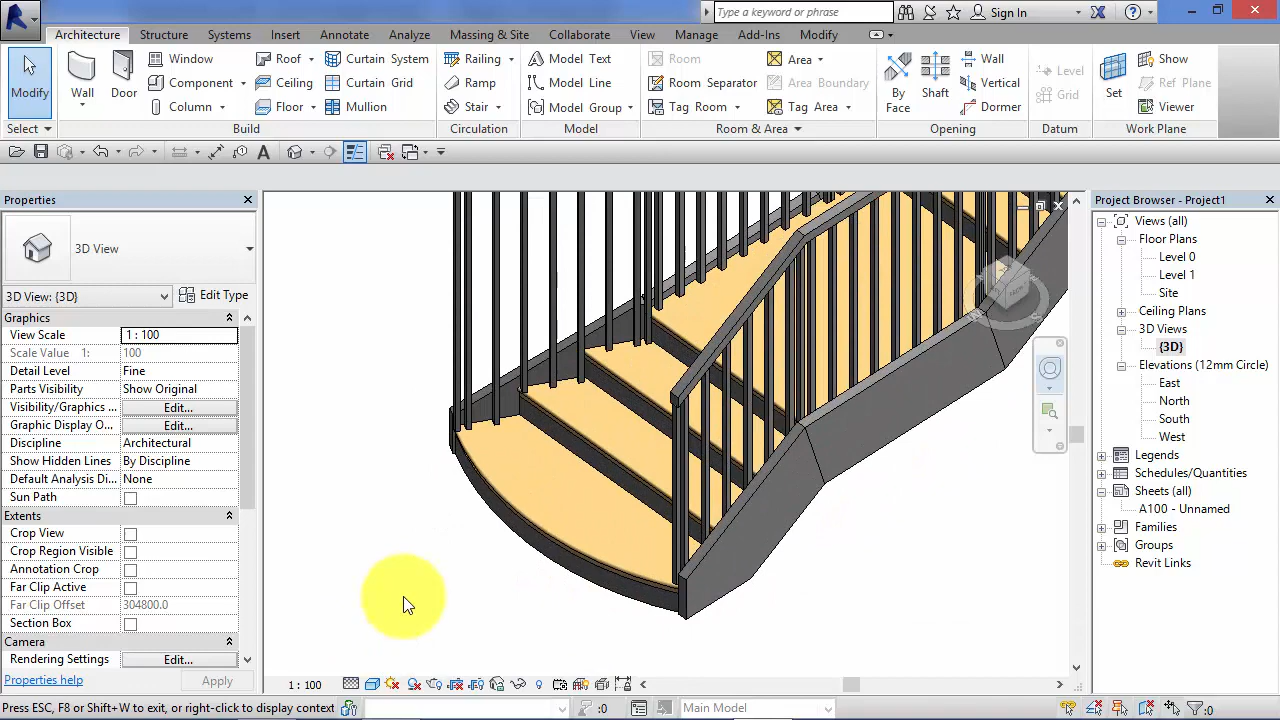 Type a keyword or phrase
Sign In
Architecture Structure Systems Insert Annotate Analyze Massing & Site Collaborate View Manage Add-Ins Modify
Modify
Wall
Door
Window
Component
Column
Roof
Ceiling
Floor
Curtain System
Curtain Grid
Mullion
Railing
Ramp
Stair
Model Text
Model Line
Model Group
Room
Room Separator
Tag Room
Area
Area Boundary
Tag Area
By
Face
Shaft
Wall
Vertical
Dormer
Level
Grid
Set
Show
Ref Plane
Viewer
Select Build Circulation Model Room & Area Opening Datum Work Plane
Properties
3D View
3D View: {3D} Edit Type
Graphics
View Scale 1 : 100
Scale Value 1: 100
Detail Level Fine
Parts Visibility Show Original
Visibility/Graphics ... Edit...
Graphic Display O... Edit...
Discipline Architectural
Show Hidden Lines By Discipline
Default Analysis Di... None
Sun Path
Extents
Crop View
Crop Region Visible
Annotation Crop
Far Clip Active
Far Clip Offset 304800.0
Section Box
Camera
Rendering Settings Edit...
Properties help Apply
1 : 100
Project Browser - Project1
Views (all)
Floor Plans
Level 0
Level 1
Site
Ceiling Plans
3D Views
{3D}
Elevations (12mm Circle)
East
North
South
West
Legends
Schedules/Quantities
Sheets (all)
A100 - Unnamed
Families
Groups
Revit Links
Press ESC, F8 or Shift+W to exit, or right-click to display context
:0
Main Model
:0